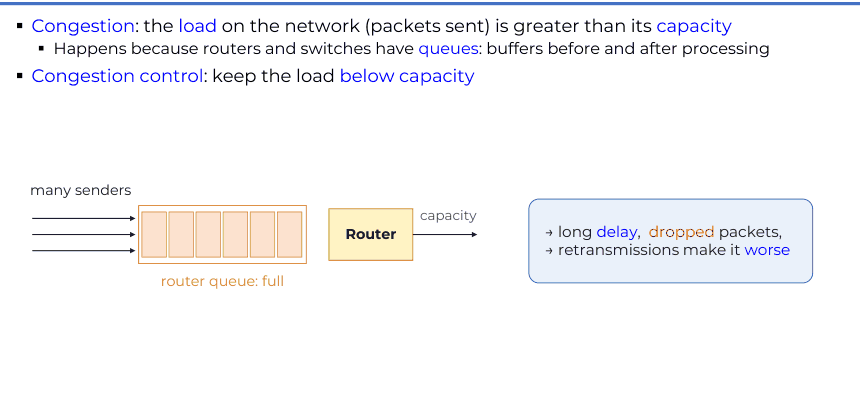 ▪ Congestion: the load on the network (packets sent) is greater than its capacity
▪ Happens because routers and switches have queues: buffers before and after processing
▪ Congestion control: keep the load below capacity
many senders
Router
capacity
router queue: full
→ long delay, dropped packets,
→ retransmissions make it worse